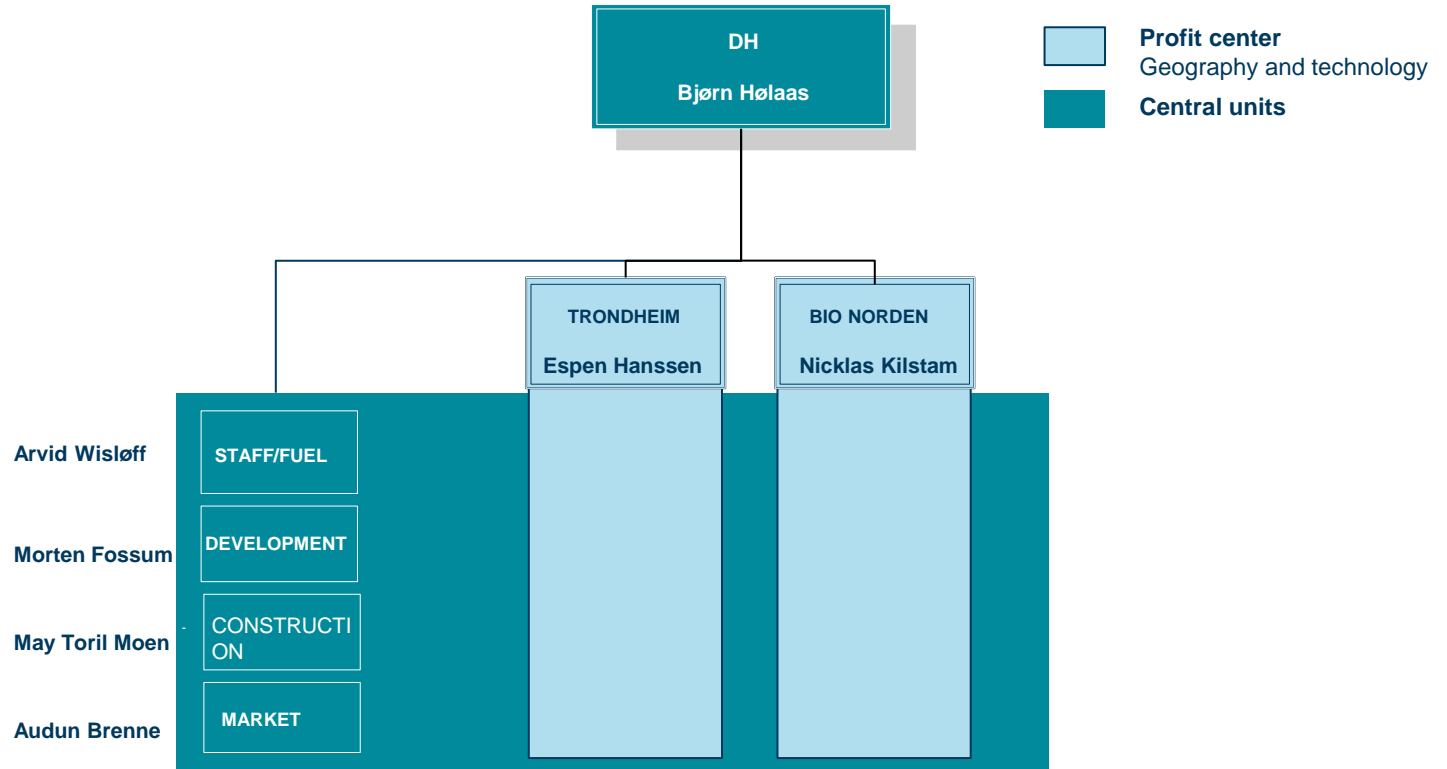 DH
Bjørn Hølaas
Profit center
Geography and technology
Central units
TRONDHEIM
Espen Hanssen
BIO NORDEN
Nicklas Kilstam
Arvid Wisløff
STAFF/FUEL
Morten Fossum
DEVELOPMENT
May Toril Moen
-
CONSTRUCTI
ON
Audun Brenne
MARKET